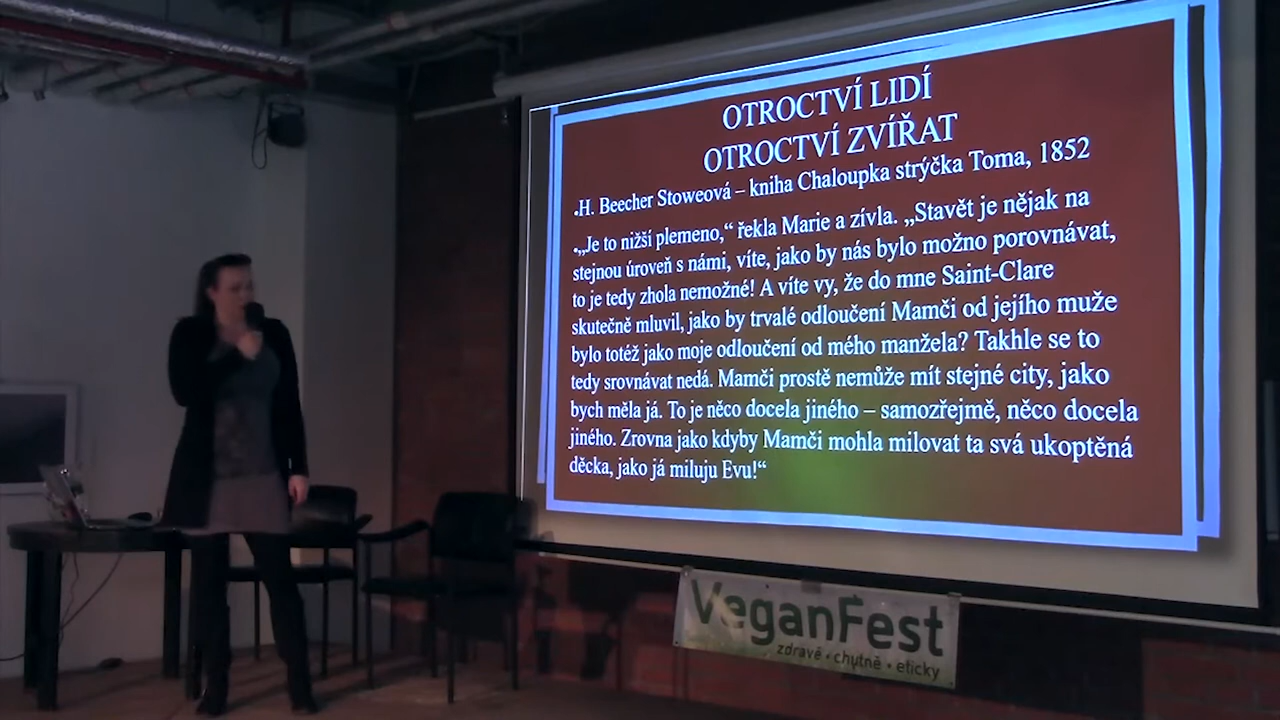 OTROCTVÍ LIDÍ
OTROCTVÍ ZVÍŘAT
•H. Beecher Stoweová – kniha Chaloupka strýčka Toma, 1852
•„Je to nižší plemeno,“ řekla Marie a zívla. „Stavět je nějak na
stejnou úroveň s námi, víte, jako by nás bylo možno porovnávat,
to je tedy zhola nemožné! A víte vy, že do mne Saint-Clare
skutečně mluvil, jako by trvalé odloučení Mamči od jejího muže
bylo totéž jako moje odloučení od mého manžela? Takhle se to
tedy srovnávat nedá. Mamči prostě nemůže mít stejné city, jako
bych měla já. To je něco docela jiného – samozřejmě, něco docela
jiného. Zrovna jako kdyby Mamči mohla milovat ta svá ukoptěná
děcka, jako já miluju Evu!“
VeganFest
zdravě • chutně • eticky